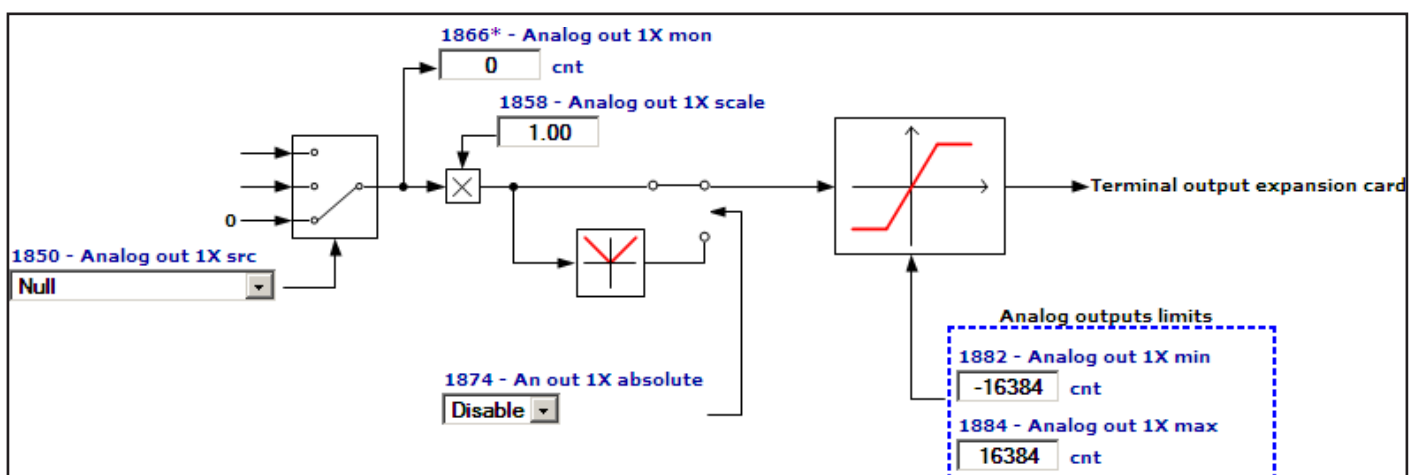 1866* - Analog out 1X mon
0 cnt
1858 - Analog out 1X scale
1.00
0
Terminal output expansion card
1850 - Analog out 1X src
Null
Analog outputs limits
1882 - Analog out 1X min
-16384 cnt
1874 - An out 1X absolute
Disable
1884 - Analog out 1X max
16384 cnt